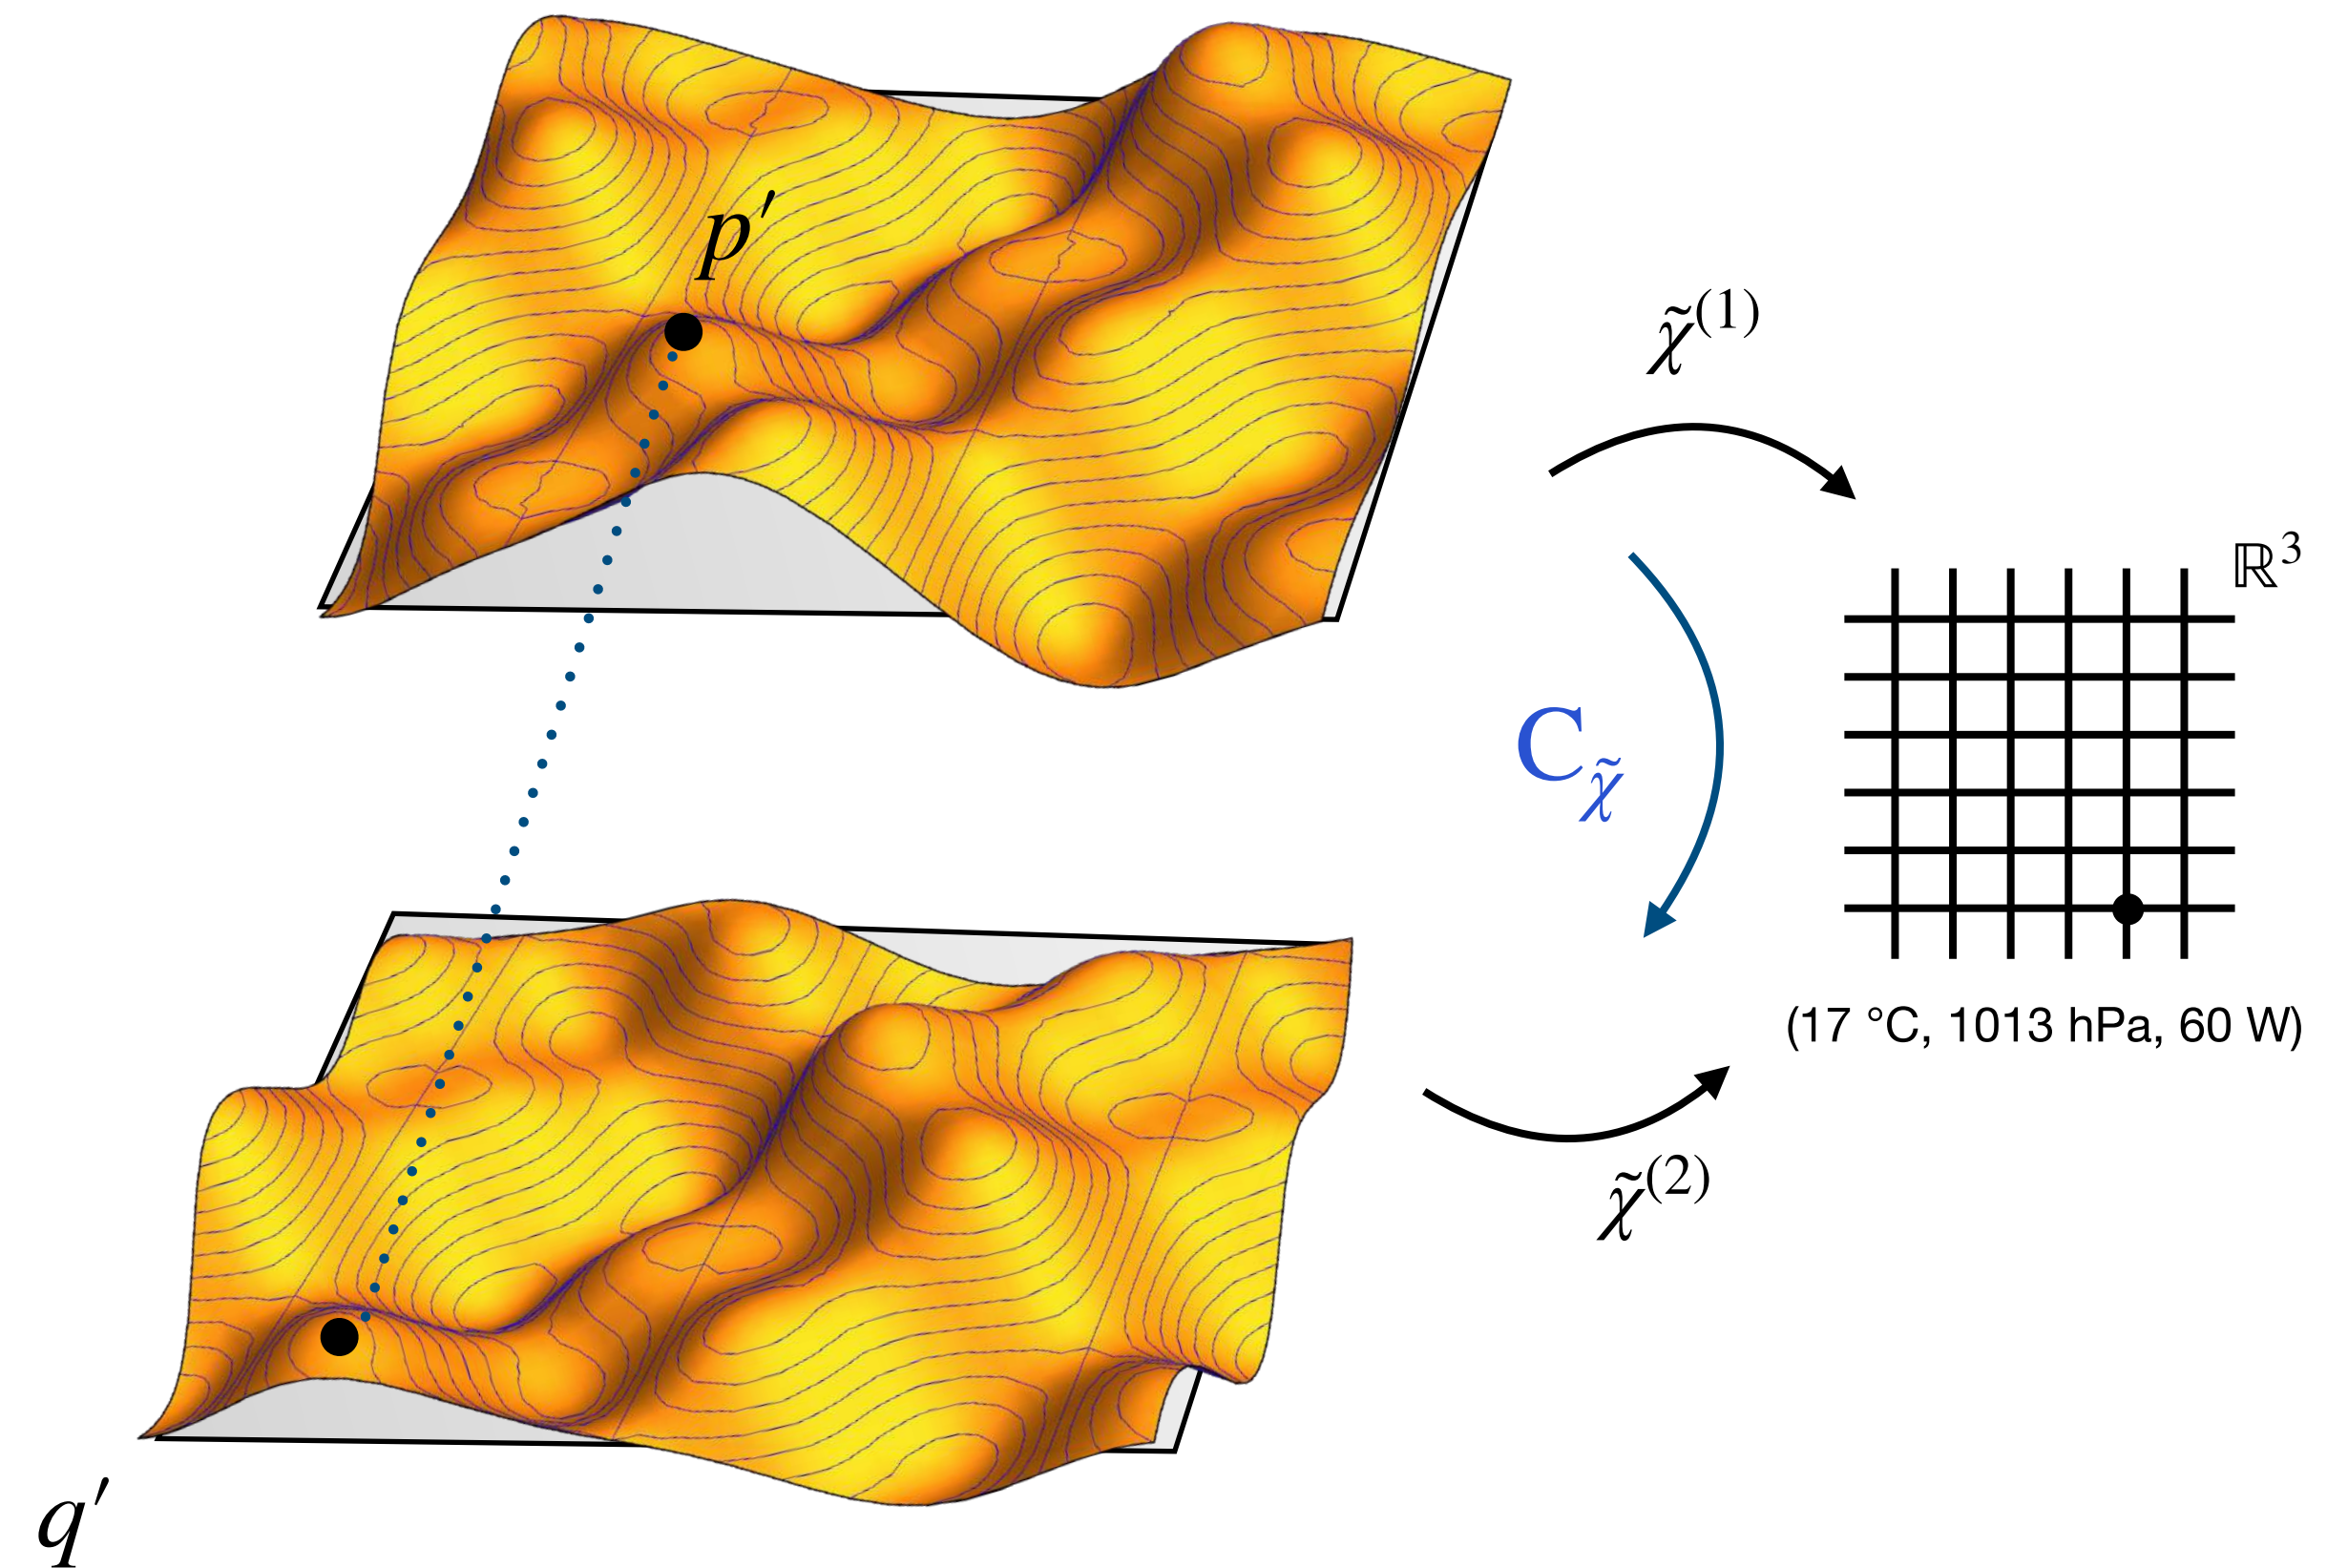 p′
χ̃⁽¹⁾
ℝ³
C_χ̃
(17 °C, 1013 hPa, 60 W)
χ̃⁽²⁾
q′